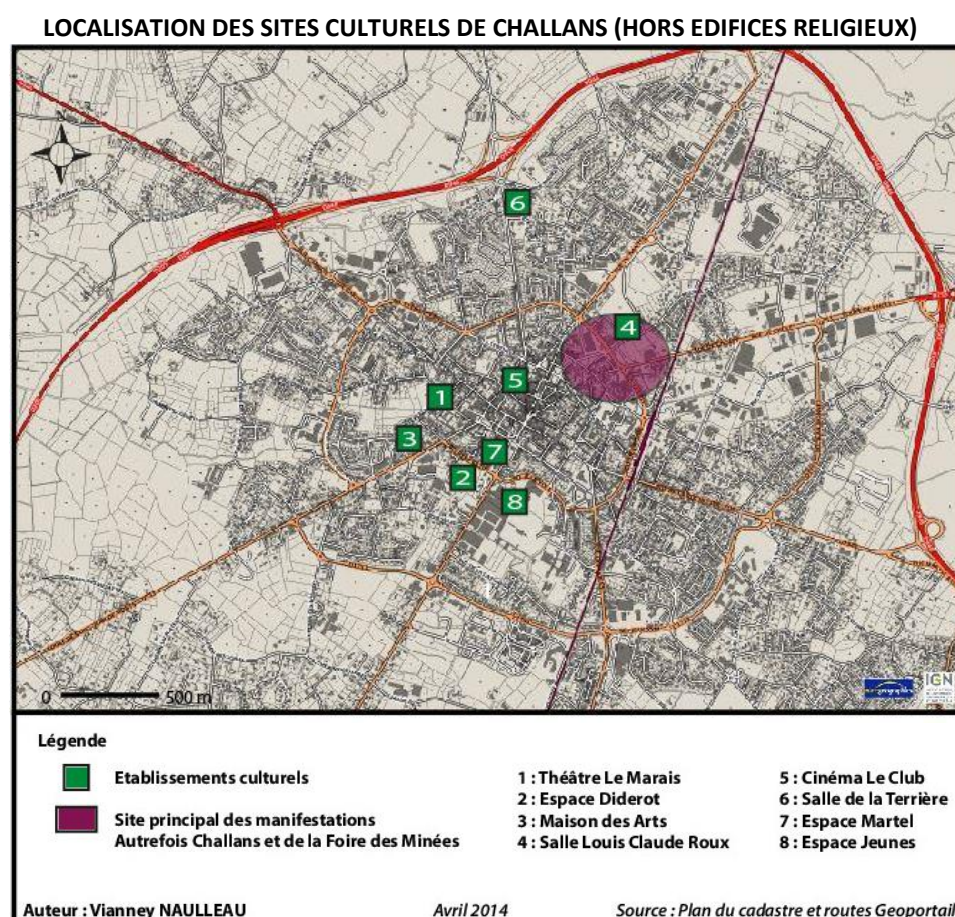 LOCALISATION DES SITES CULTURELS DE CHALLANS (HORS EDIFICES RELIGIEUX)
6
4
5
1
3
7
2
8
0 500 m
IGN
Légende
Etablissements culturels
Site principal des manifestations
Autrefois Challans et de la Foire des Minées
1 : Théâtre Le Marais
2 : Espace Diderot
3 : Maison des Arts
4 : Salle Louis Claude Roux
5 : Cinéma Le Club
6 : Salle de la Terrière
7 : Espace Martel
8 : Espace Jeunes
Auteur : Vianney NAULLEAU
Avril 2014
Source : Plan du cadastre et routes Geoportail